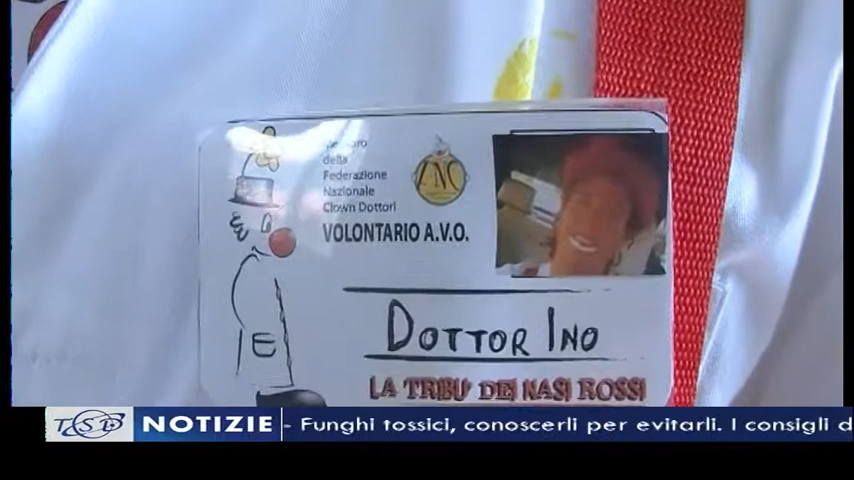 della
Federazione
Nazionale
Clown Dottori
VOLONTARIO A.V.O.
DOTTOR INO
LA TRIBU' DEI NASI ROSSI
NOTIZIE - Funghi tossici, conoscerli per evitarli. I consigli d